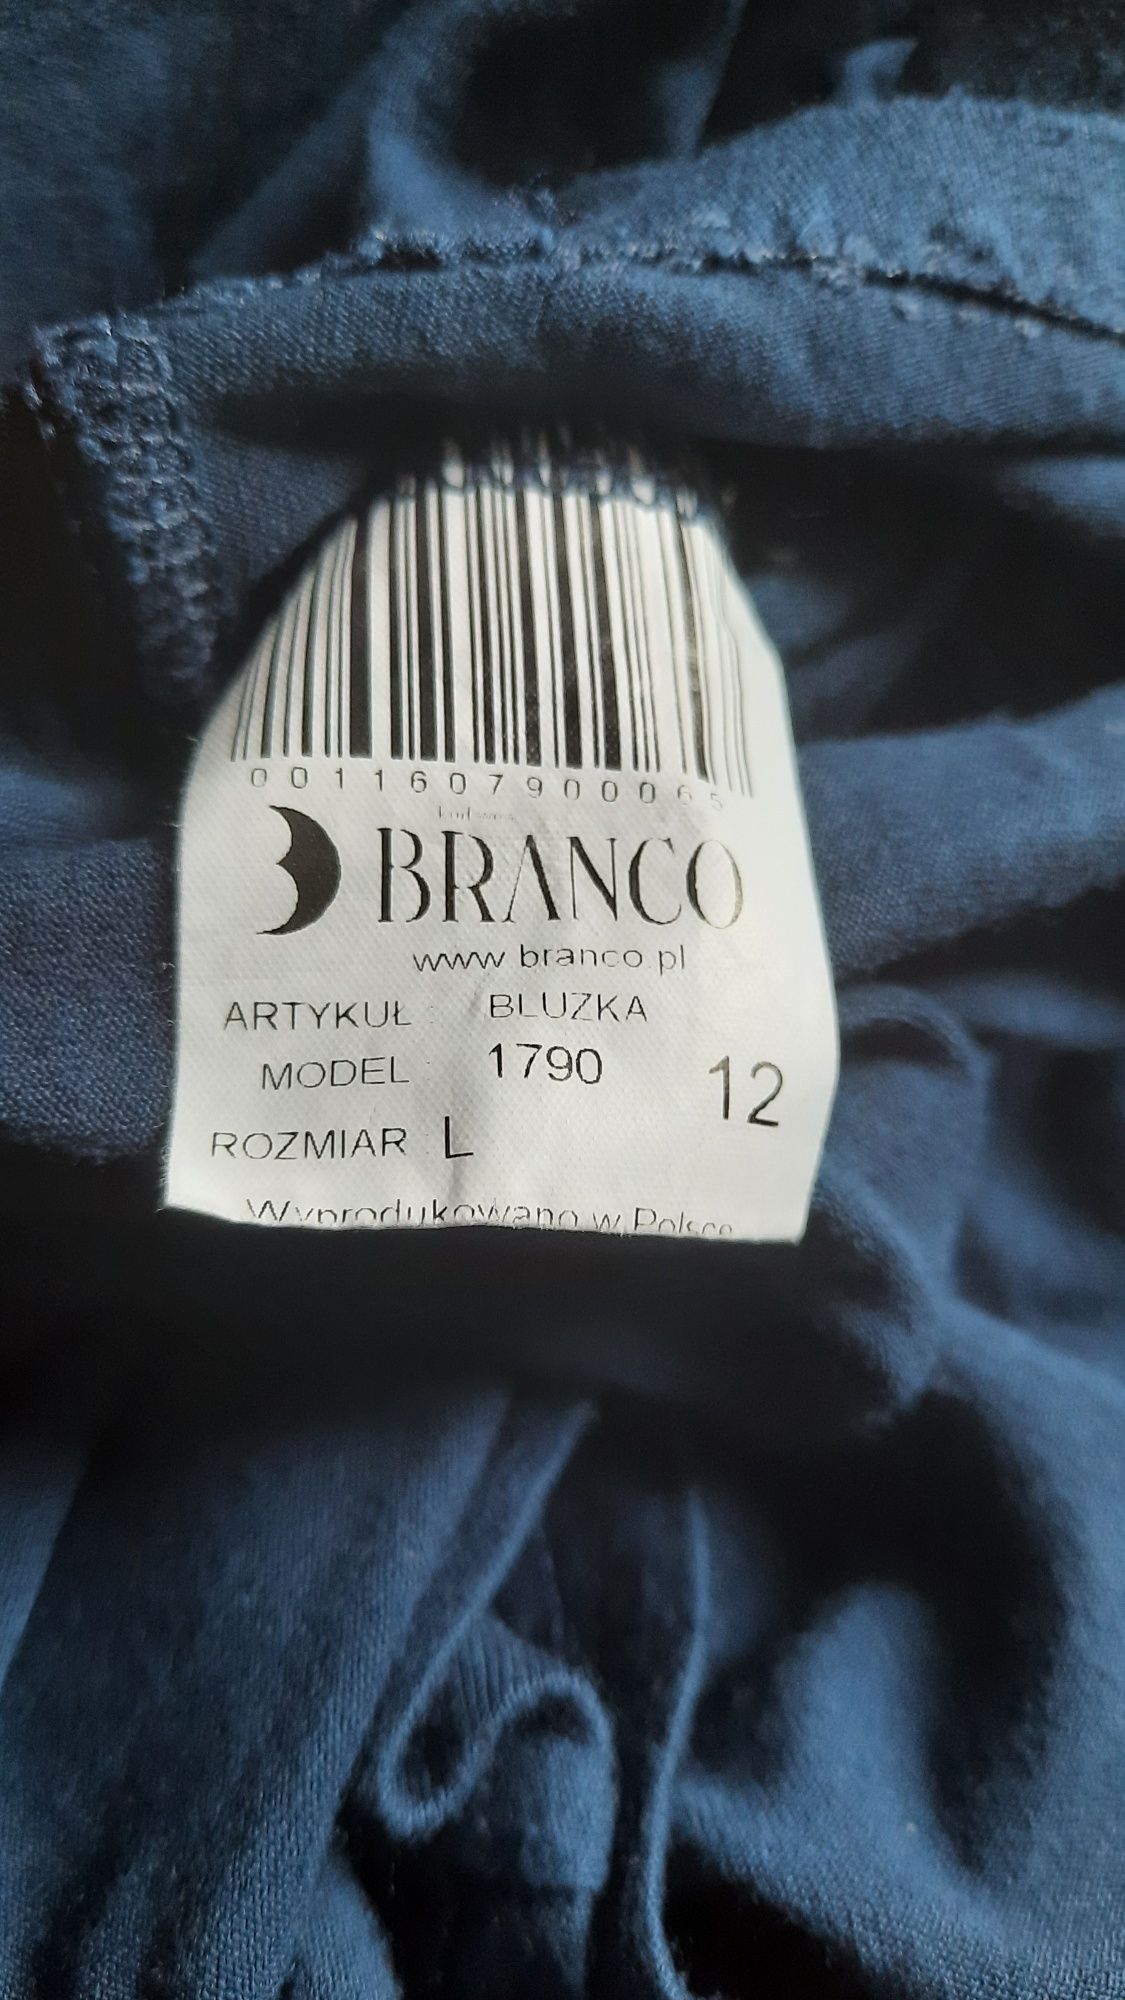 0011607900065
BRANCO
www branco.pl
ARTYKUŁ : BLUZKA
MODEL : 1790
12
ROZMIAR L
Wyprodukowano w Polsce